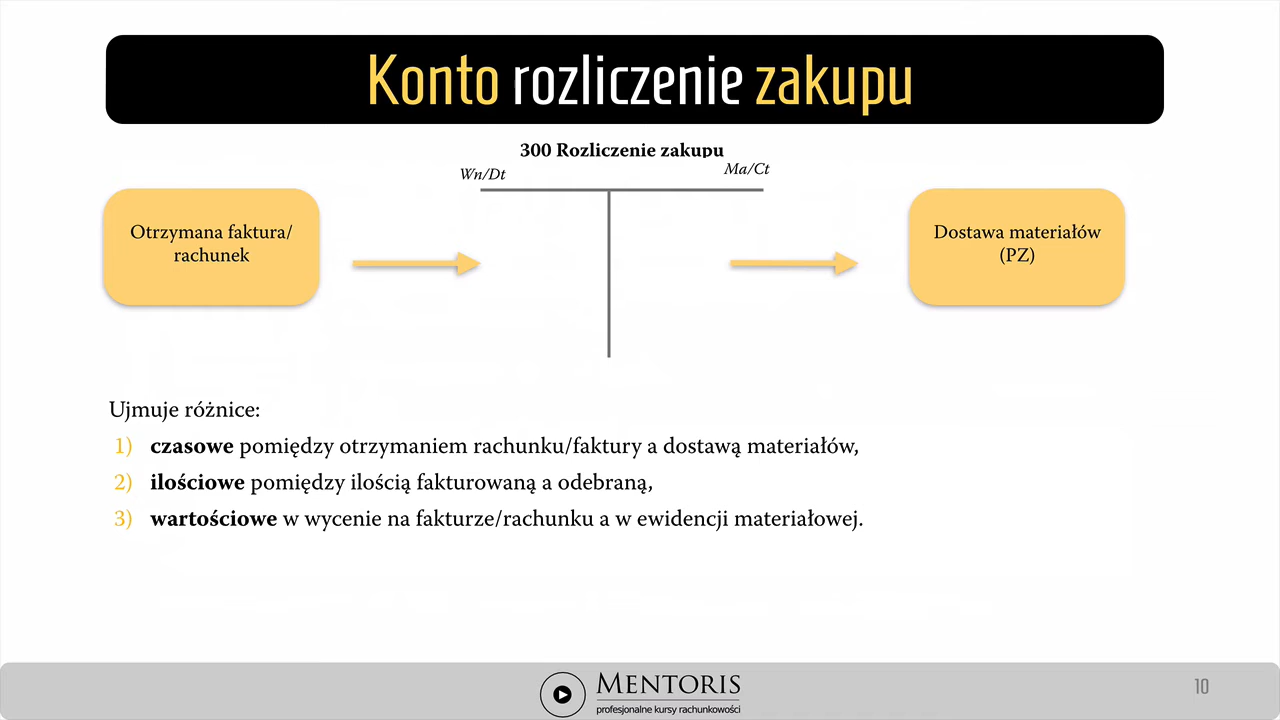 Konto rozliczenie zakupu
300 Rozliczenie zakupu
Wn/Dt
Ma/Ct
Otrzymana faktura/
rachunek
Dostawa materiałów
(PZ)
Ujmuje różnice:
1) czasowe pomiędzy otrzymaniem rachunku/faktury a dostawą materiałów,
2) ilościowe pomiędzy ilością fakturowaną a odebraną,
3) wartościowe w wycenie na fakturze/rachunku a w ewidencji materiałowej.
MENTORIS
profesjonalne kursy rachunkowości
10